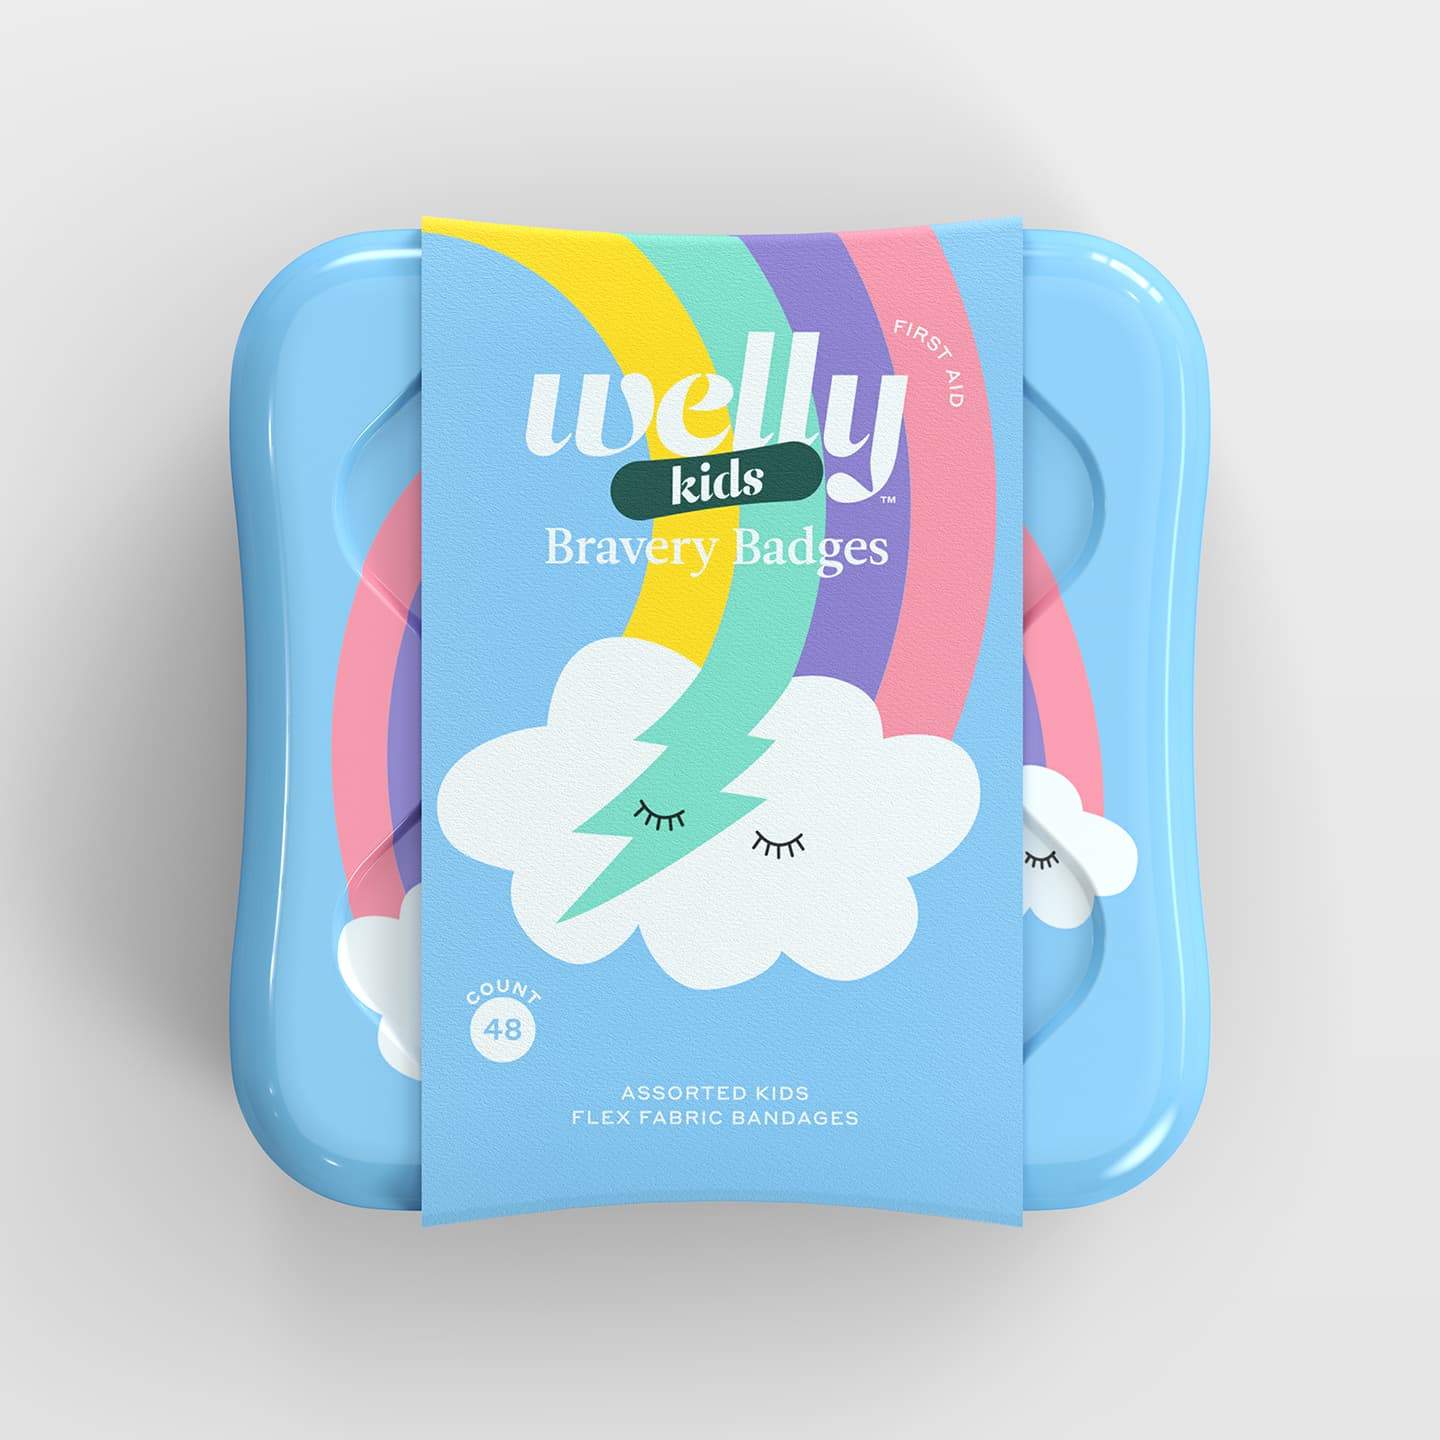 FIRST AID
welly
kids
™
Bravery Badges
COUNT
48
ASSORTED KIDS
FLEX FABRIC BANDAGES